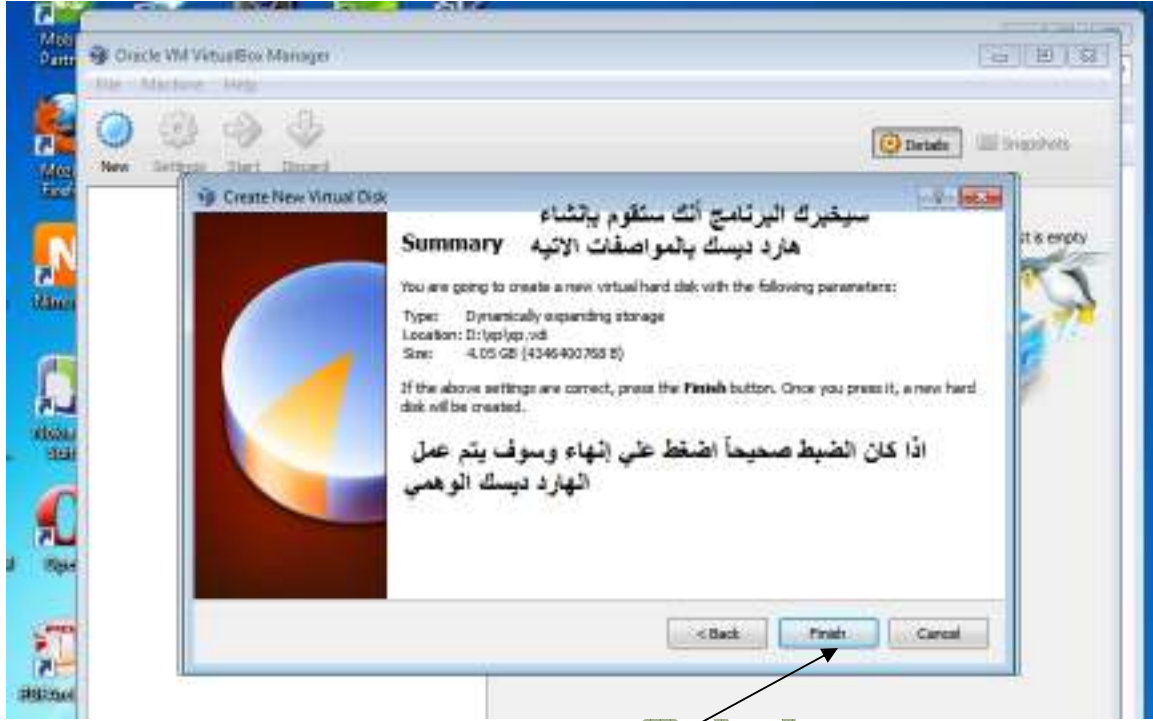 Oracle VM VirtualBox Manager
File Machine Help
New Settings Start Discard
Details Snapshots
Create New Virtual Disk
سيخبرك البرنامج أنك ستقوم بإنشاء
هارد ديسك بالمواصفات الاتيه
Summary
is empty
You are going to create a new virtual hard disk with the following parameters:
Type: Dynamically expanding storage
Location: D:\xp\xp.vdi
Size: 4.05 GB (4346400768 B)
If the above settings are correct, press the Finish button. Once you press it, a new hard
disk will be created.
اذا كان الضبط صحيحاً اضغط علي إنهاء وسوف يتم عمل
الهارد ديسك الوهمي
< Back Finish Cancel